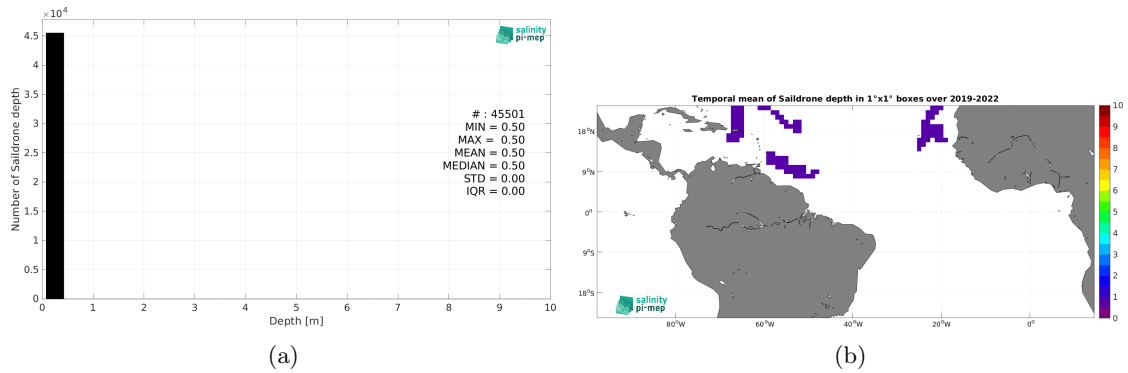 ×10⁴
4.5
4
3.5
3
2.5
2
1.5
1
0.5
0
Number of Saildrone depth
salinity
pi-mep
# : 45501
MIN = 0.50
MAX = 0.50
MEAN = 0.50
MEDIAN = 0.50
STD = 0.00
IQR = 0.00
0 1 2 3 4 5 6 7 8 9 10
Depth [m]
(a)
Temporal mean of Saildrone depth in 1°x1° boxes over 2019-2022
18°N
9°N
0°
9°S
18°S
salinity
pi-mep
80°W 60°W 40°W 20°W 0°
10
9
8
7
6
5
4
3
2
1
0
(b)